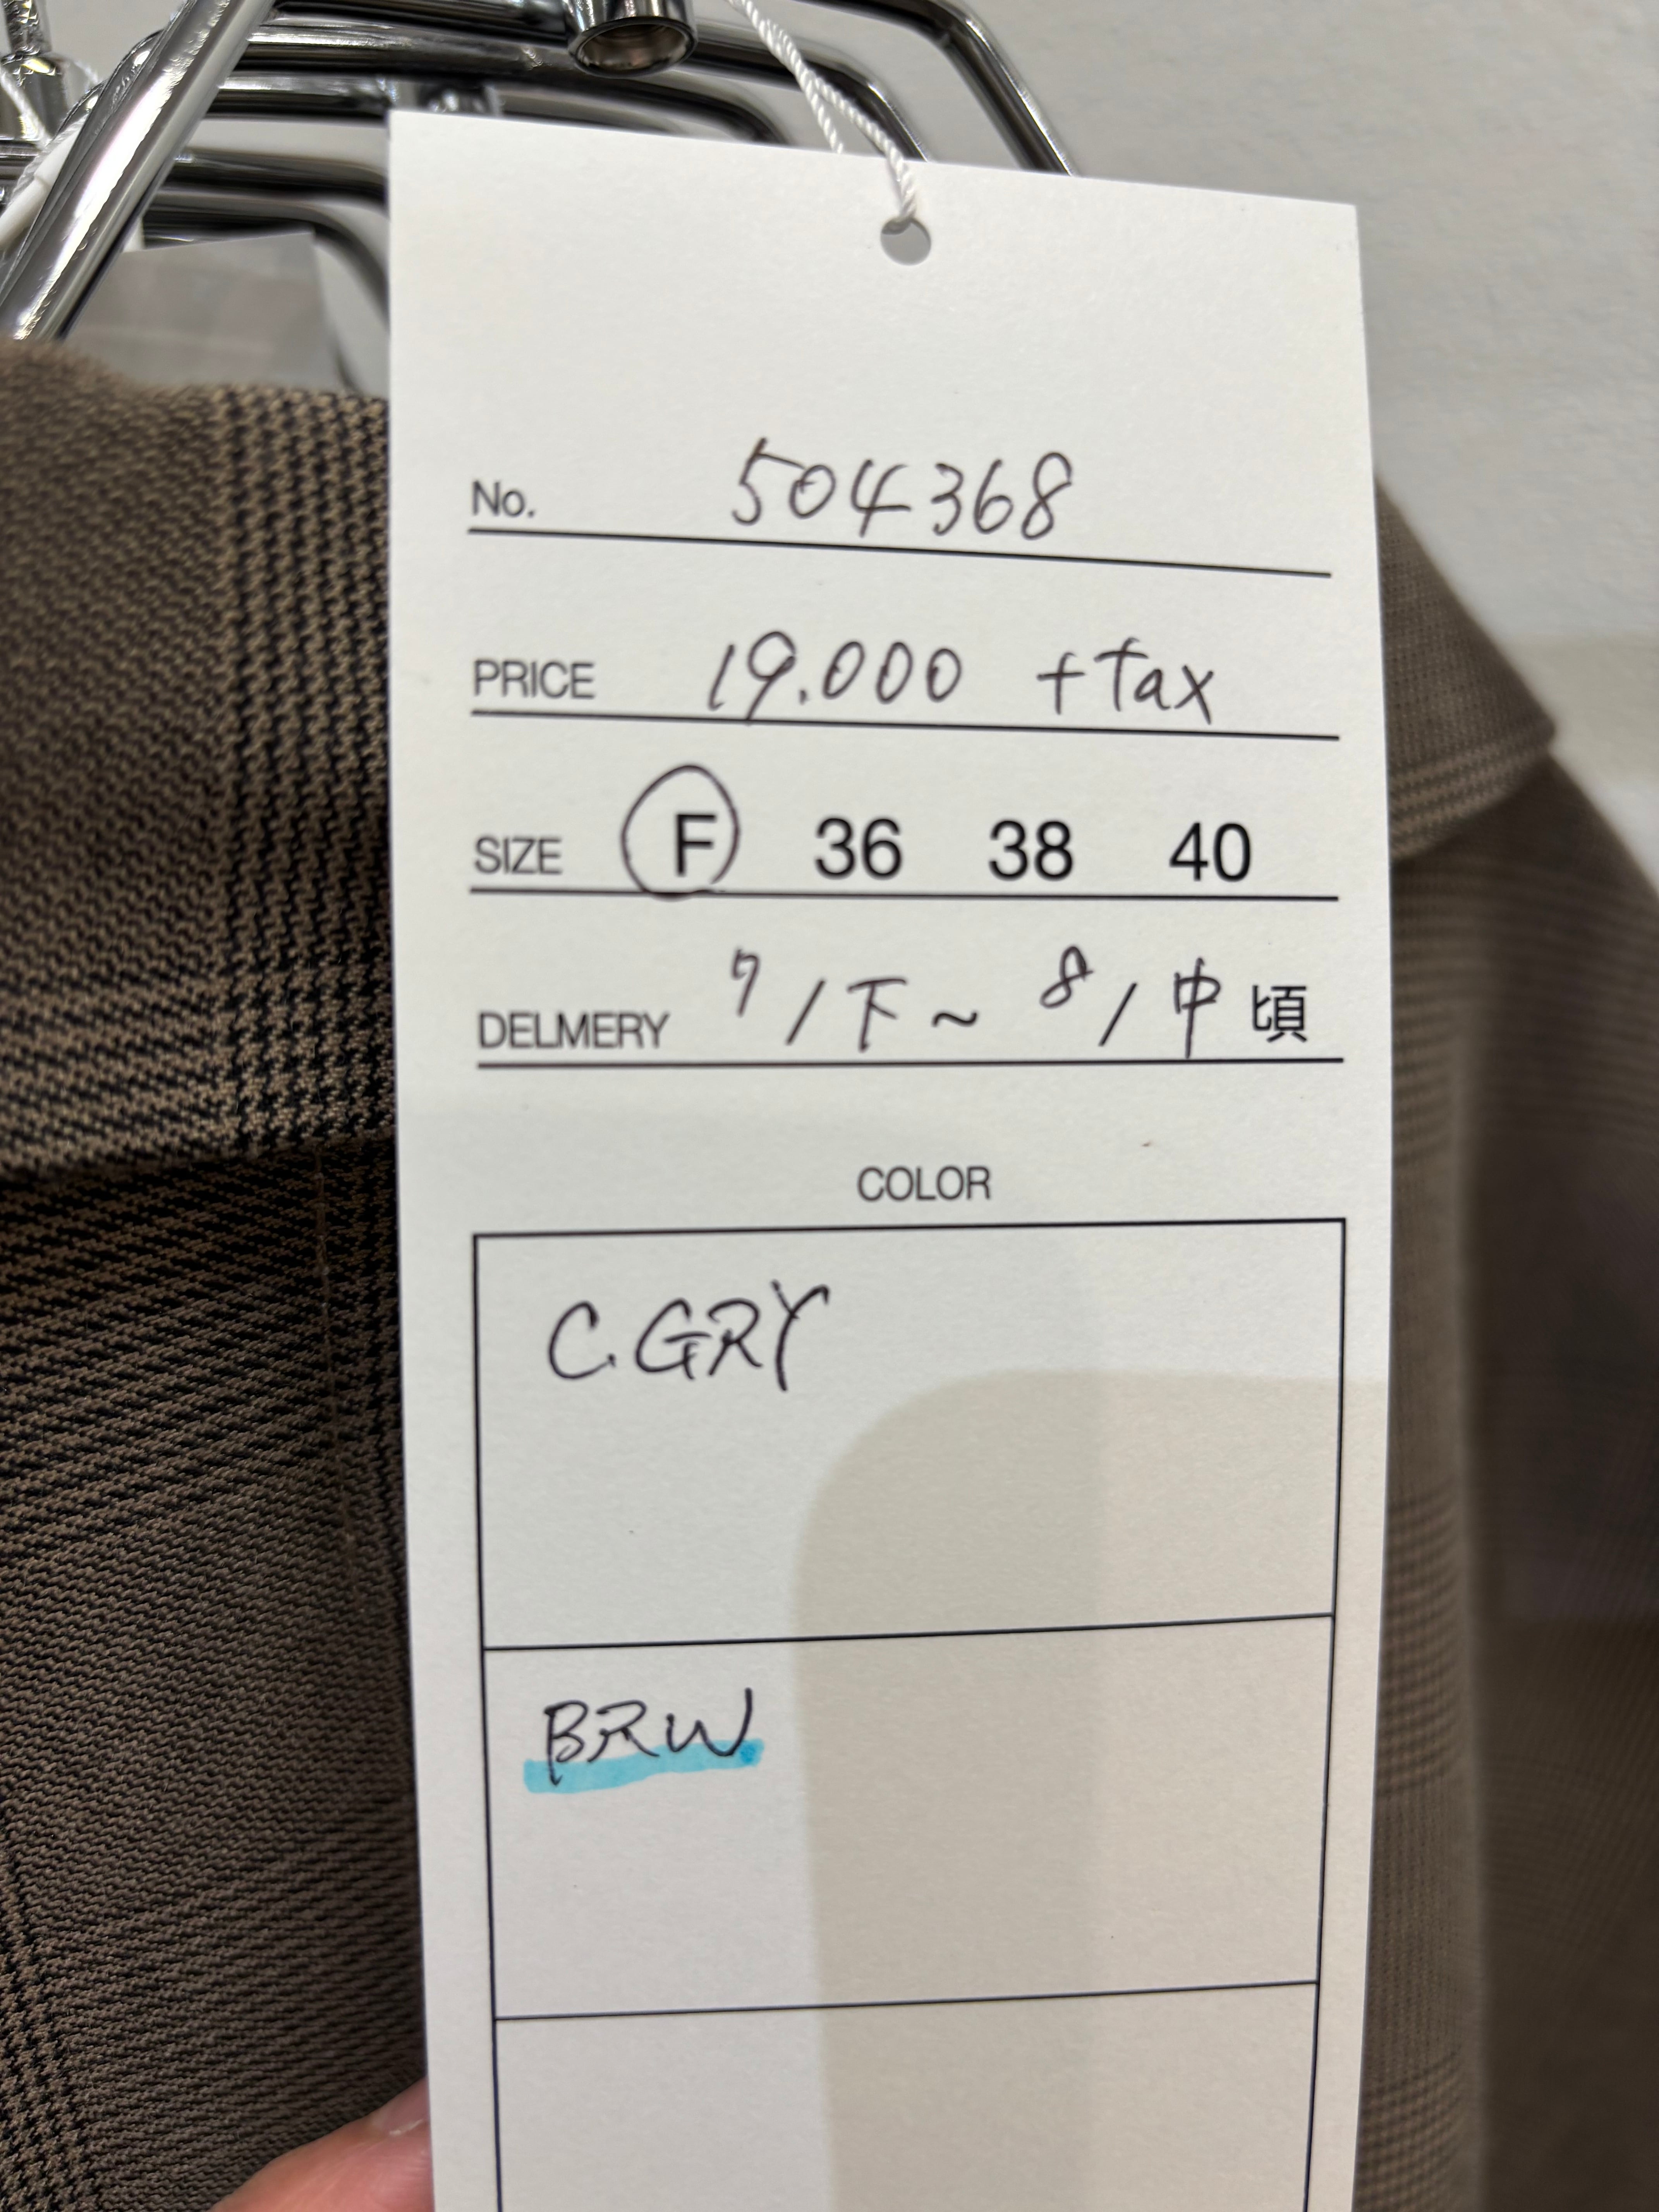 No. 504368
PRICE 19.000 +Tax
SIZE F 36 38 40
DELMERY 7/下~8/中頃
COLOR
C.GRY
BRW